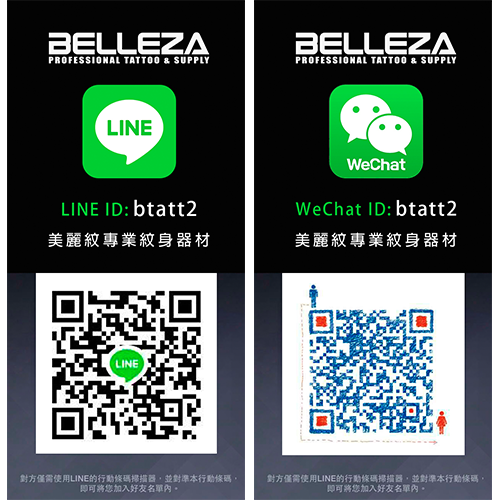 BELLEZA
PROFESSIONAL TATTOO & SUPPLY
LINE
LINE ID: btatt2
美麗紋專業紋身器材
LINE
對方僅需使用LINE的行動條碼掃描器，並對準本行動條碼，
即可將您加入好友名單內。
BELLEZA
PROFESSIONAL TATTOO & SUPPLY
WeChat
WeChat ID: btatt2
美麗紋專業紋身器材
對方僅需使用LINE的行動條碼掃描器，並對準本行動條碼，
即可將您加入好友名單內。